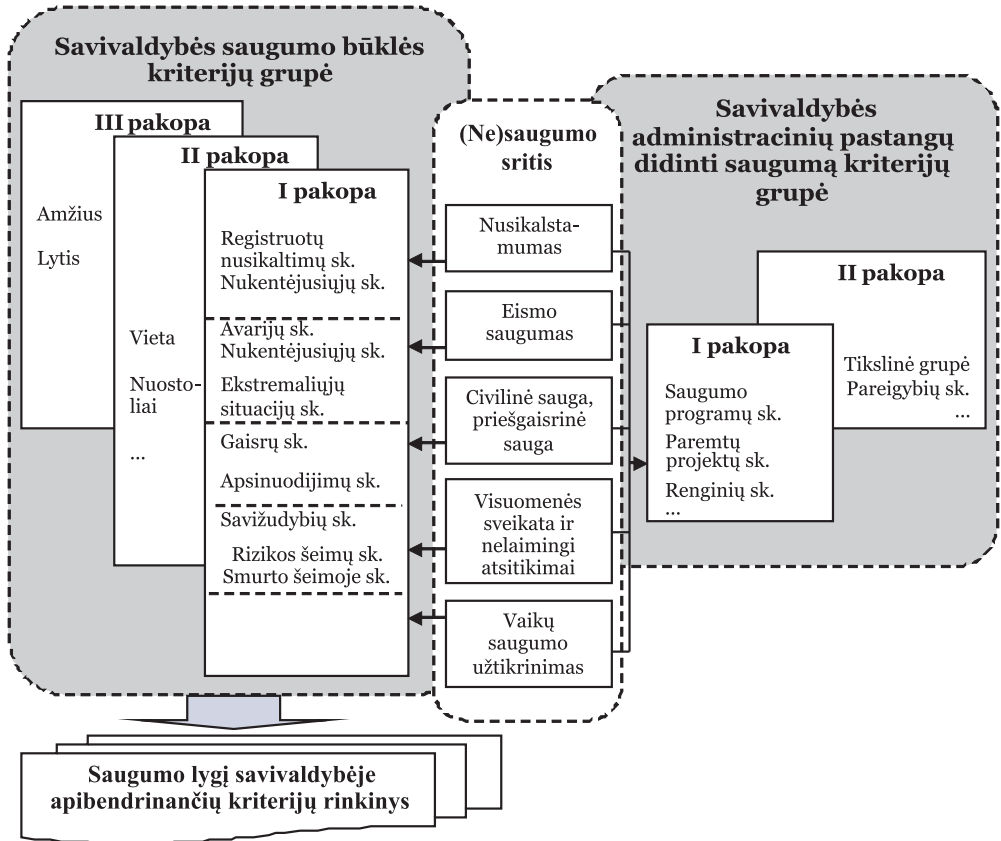 Savivaldybės saugumo būklės
kriterijų grupė
III pakopa
Amžius
Lytis
II pakopa
Vieta
Nuosto-
liai
...
I pakopa
Registruotų
nusikaltimų sk.
Nukentėjusiųjų sk.
Avarijų sk.
Nukentėjusiųjų sk.
Ekstremaliųjų
situacijų sk.
Gaisrų sk.
Apsinuodijimų sk.
Savižudybių sk.
Rizikos šeimų sk.
Smurto šeimoje sk.
(Ne)saugumo
sritis
Nusikalsta-
mumas
Eismo
saugumas
Civilinė sauga,
priešgaisrinė
sauga
Visuomenės
sveikata ir
nelaimingi
atsitikimai
Vaikų
saugumo
užtikrinimas
Savivaldybės
administracinių pastangų
didinti saugumą kriterijų
grupė
II pakopa
Tikslinė grupė
Pareigybių sk.
...
I pakopa
Saugumo
programų sk.
Paremtų
projektų sk.
Renginių sk.
...
Saugumo lygį savivaldybėje
apibendrinančių kriterijų rinkinys